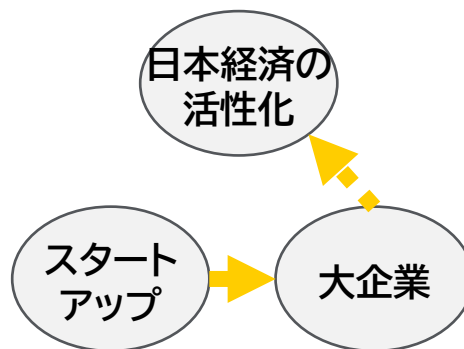 日本経済の
活性化
スタート
アップ
大企業